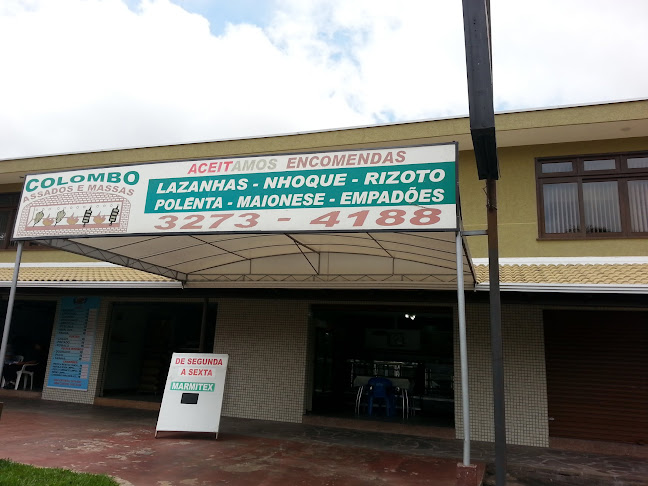 COLOMBO
ASSADOS E MASSAS
ACEITAMOS ENCOMENDAS
LAZANHAS - NHOQUE - RIZOTO
POLENTA - MAIONESE - EMPADÕES
3273 - 4188
DE SEGUNDA
A SEXTA
MARMITEX